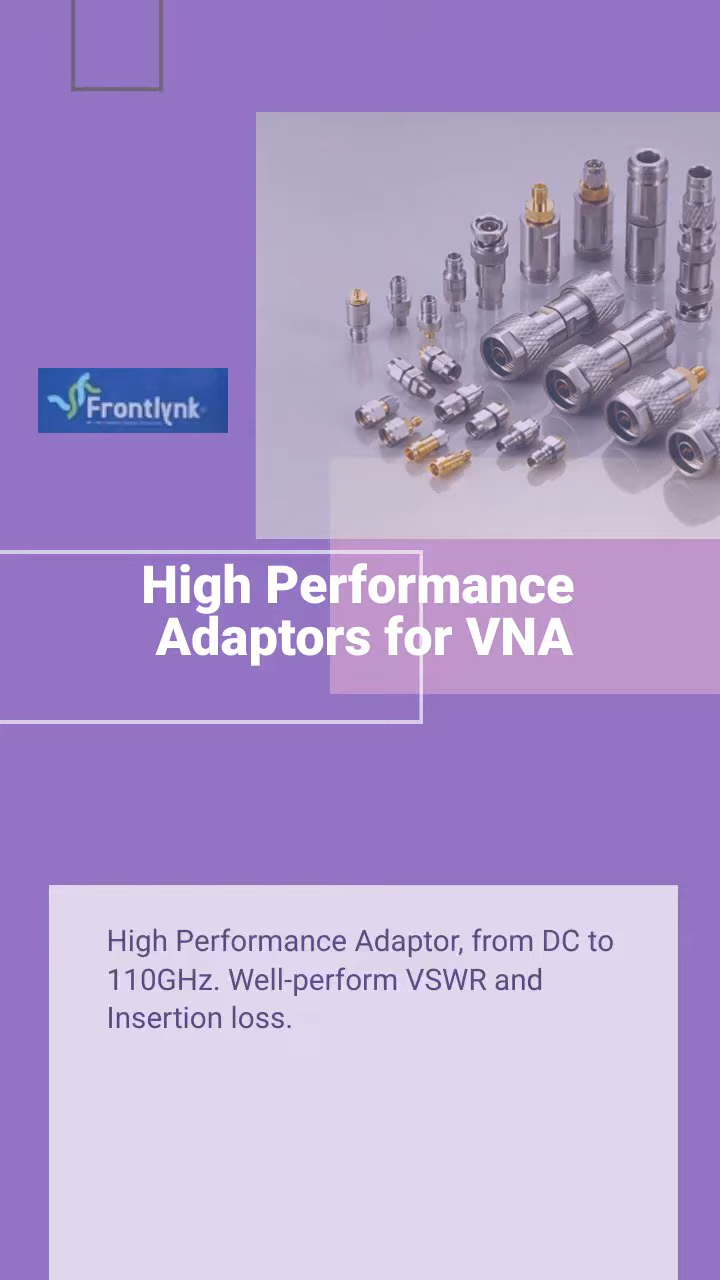 Frontlynk
High Performance
Adaptors for VNA
High Performance Adaptor, from DC to
110GHz. Well-perform VSWR and
Insertion loss.